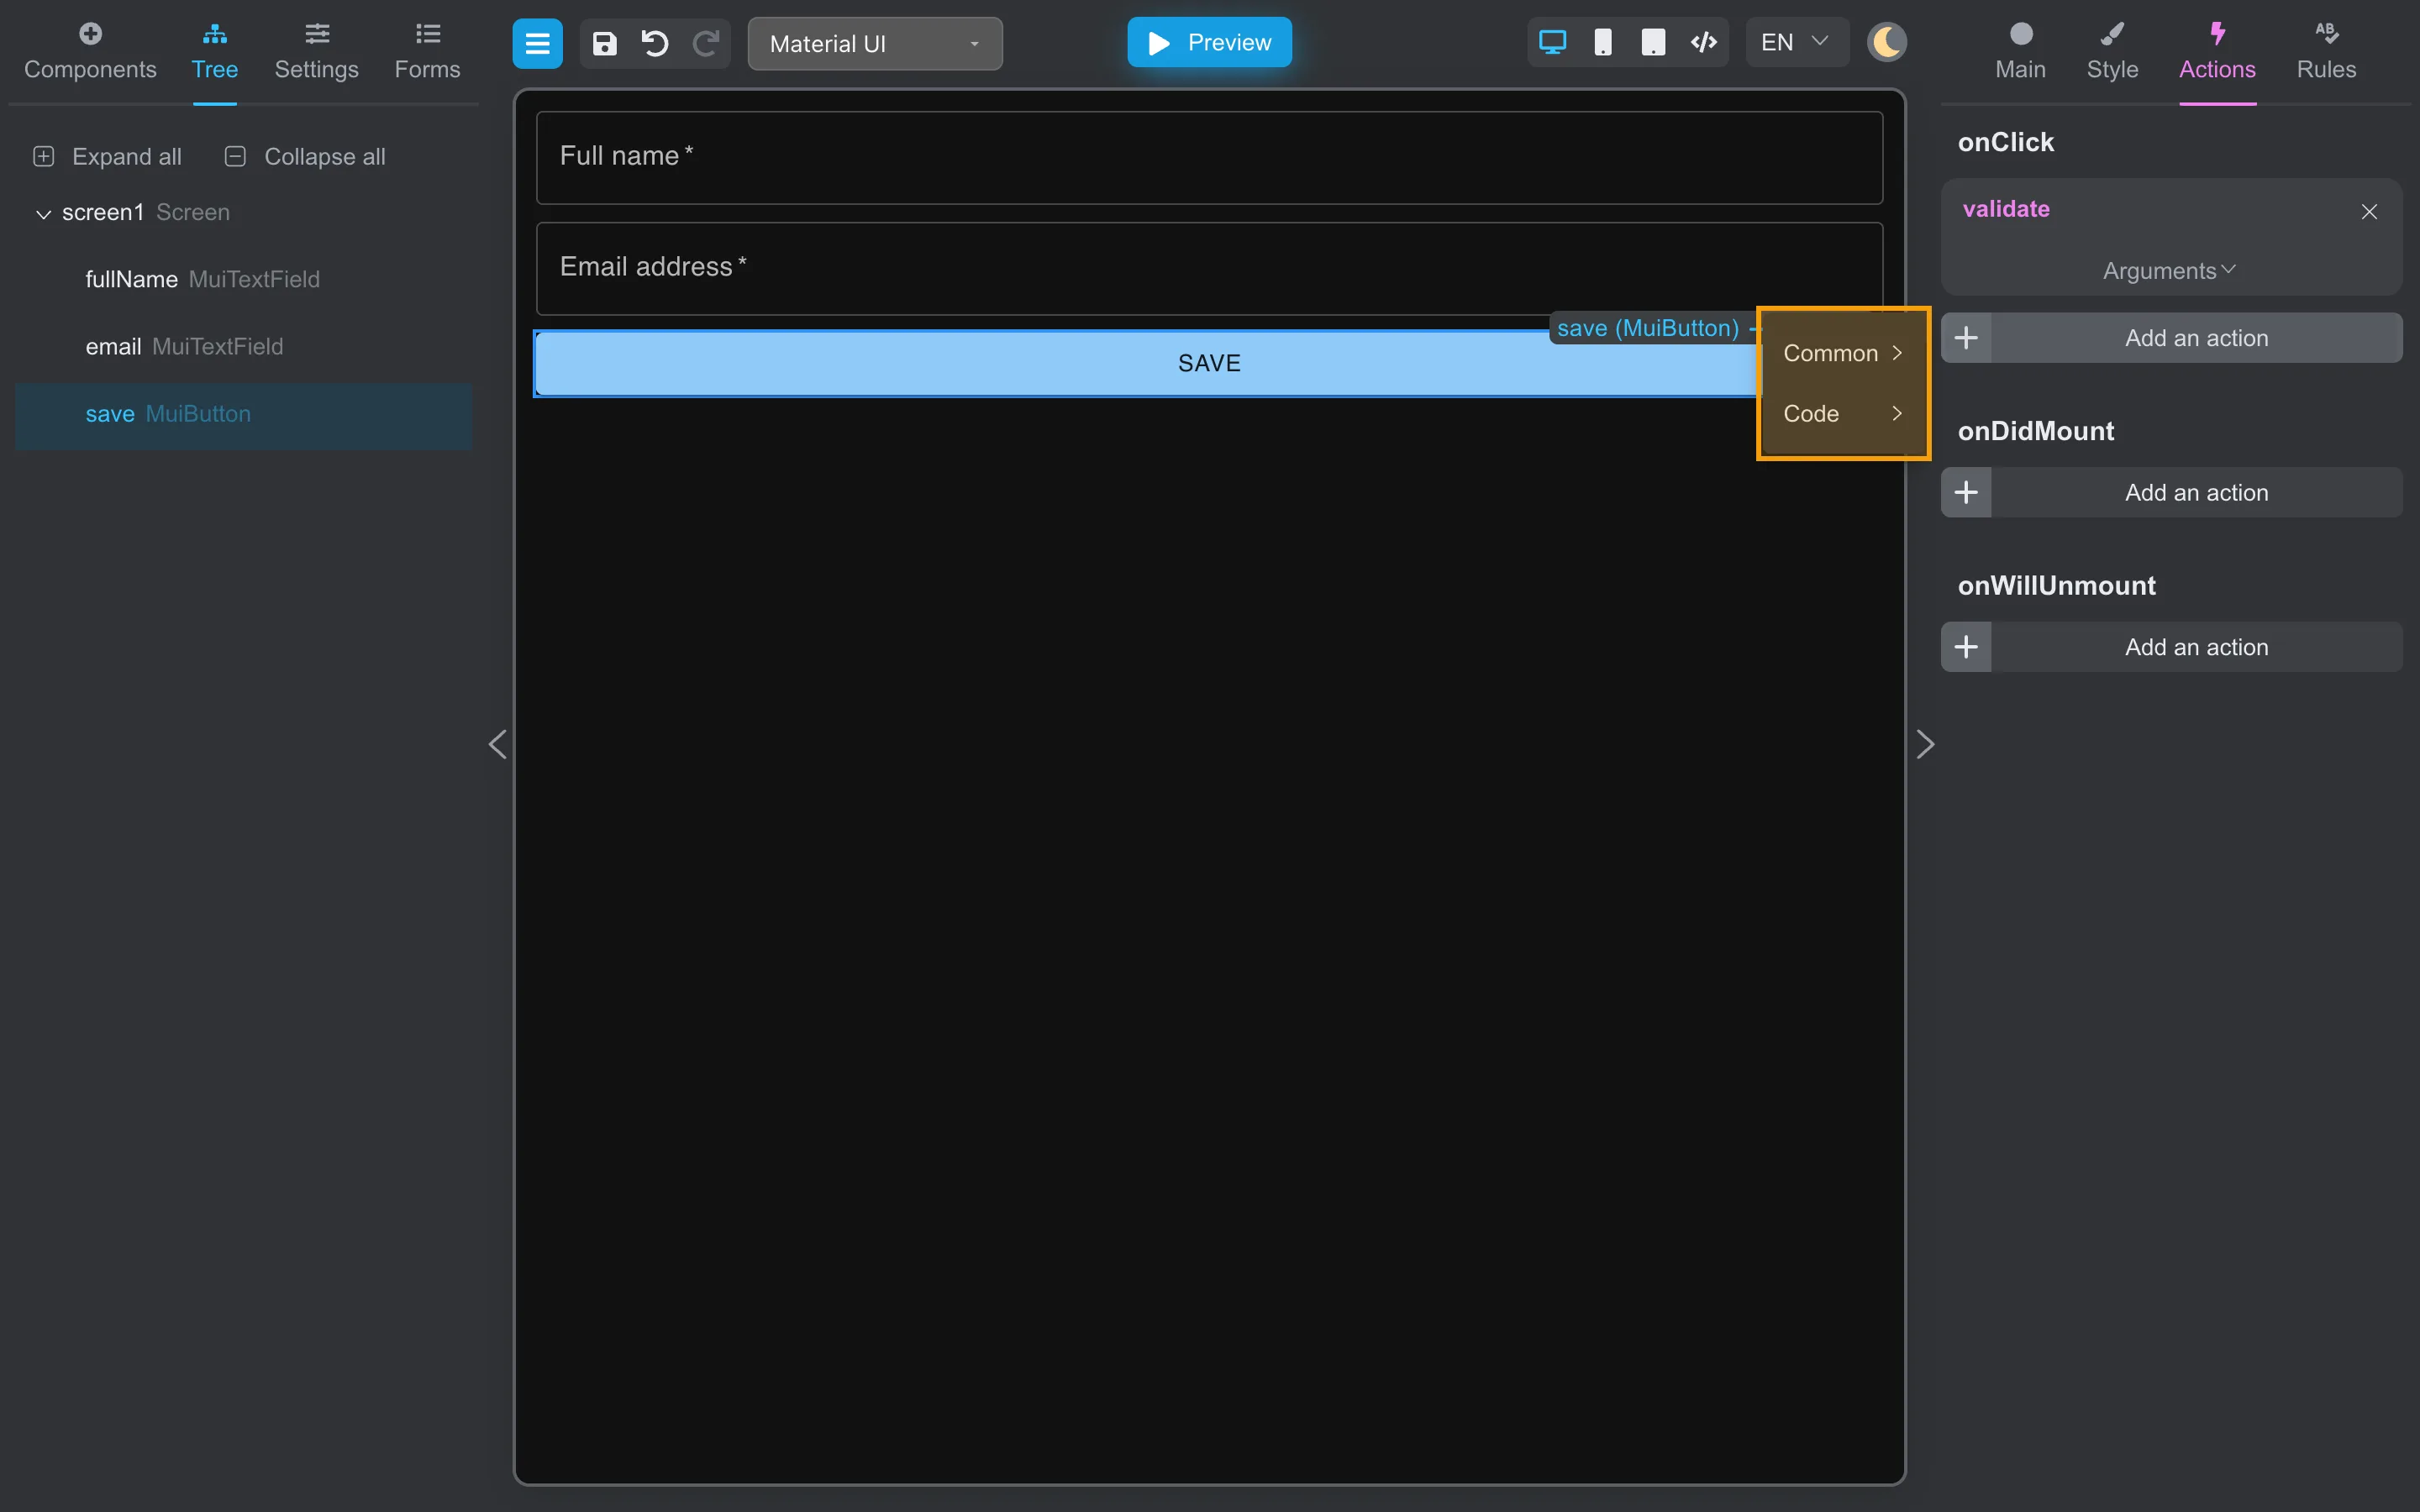 Components
Tree
Settings
Forms
Material UI
Preview
EN
Main
Style
Actions
AB
Rules
Expand all
Collapse all
screen1 Screen
fullName MuiTextField
email MuiTextField
save MuiButton
Full name *
Email address *
save (MuiButton)
SAVE
Common
Code
onClick
validate
Arguments
Add an action
onDidMount
Add an action
onWillUnmount
Add an action